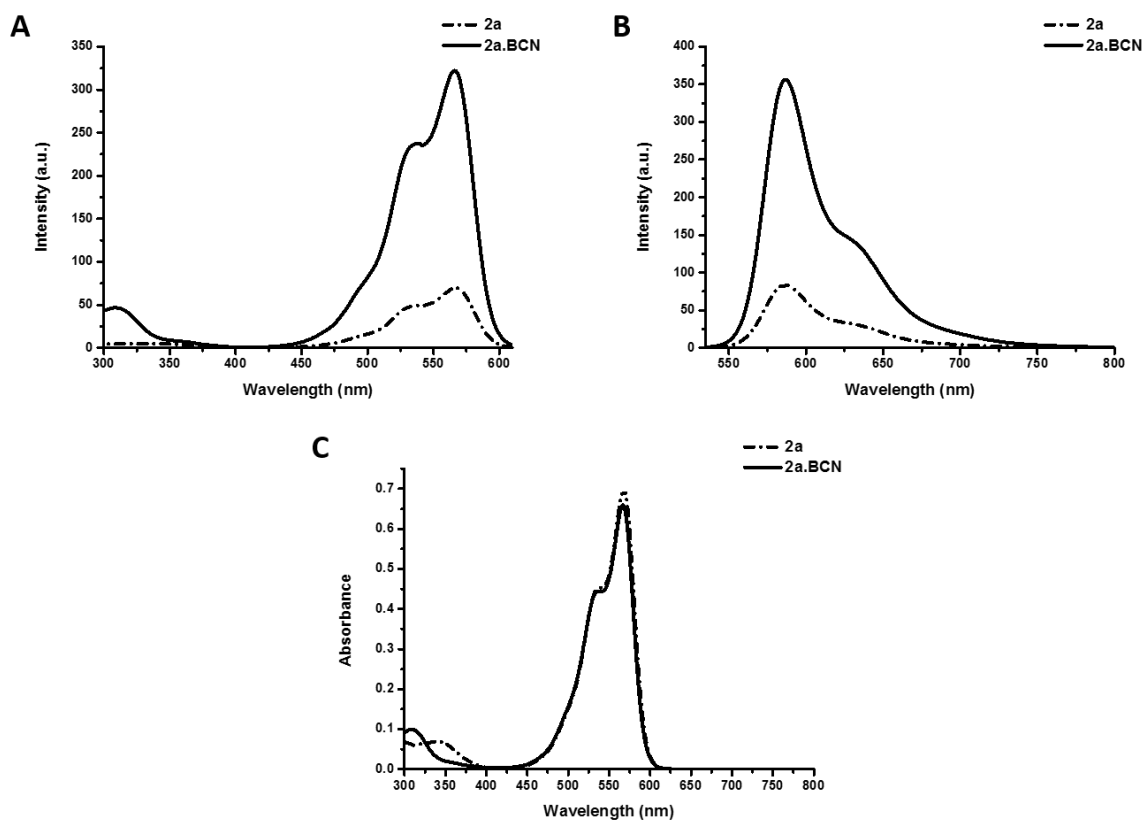 A
2a
2a.BCN
350
300
250
200
150
100
50
0
Intensity (a.u.)
300 350 400 450 500 550 600
Wavelength (nm)
B
2a
2a.BCN
400
350
300
250
200
150
100
50
0
Intensity (a.u.)
550 600 650 700 750 800
Wavelength (nm)
C
2a
2a.BCN
0.7
0.6
0.5
0.4
0.3
0.2
0.1
0.0
Absorbance
300 350 400 450 500 550 600 650 700 750 800
Wavelength (nm)